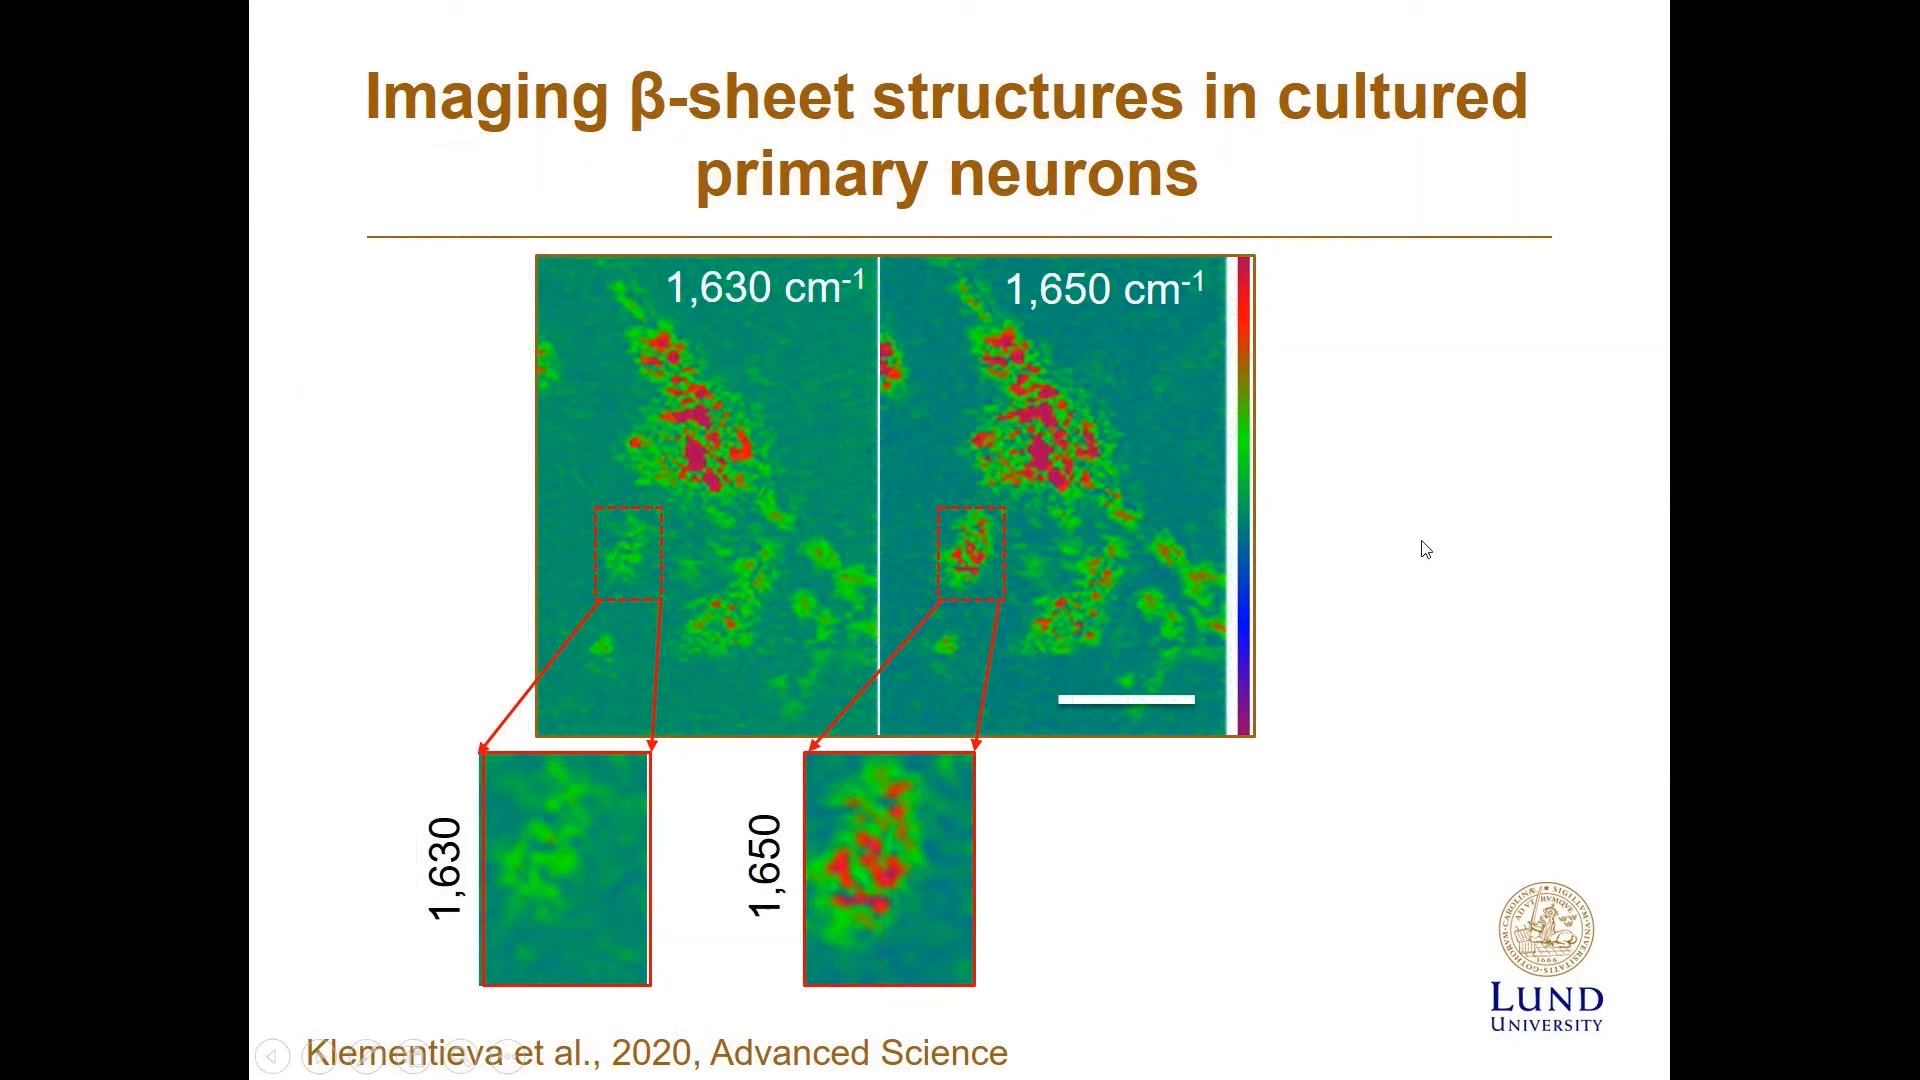 Imaging β-sheet structures in cultured
primary neurons
1,630 cm-1
1,650 cm-1
1,630
1,650
LUND
UNIVERSITY
Klementieva et al., 2020, Advanced Science